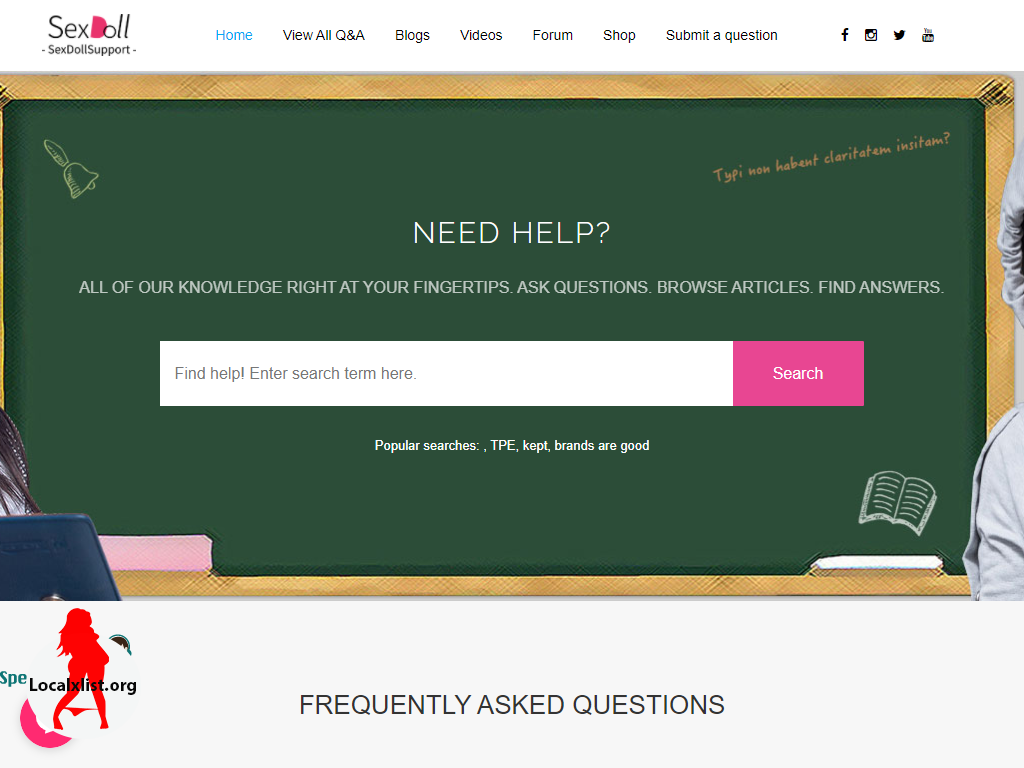 SexDoll
- SexDollSupport -
Home View All Q&A Blogs Videos Forum Shop Submit a question
You Tube
Typi non habent claritatem insitam?
NEED HELP?
ALL OF OUR KNOWLEDGE RIGHT AT YOUR FINGERTIPS. ASK QUESTIONS. BROWSE ARTICLES. FIND ANSWERS.
Find help! Enter search term here. Search
Popular searches: , TPE, kept, brands are good
Spe
Localxlist.org
FREQUENTLY ASKED QUESTIONS